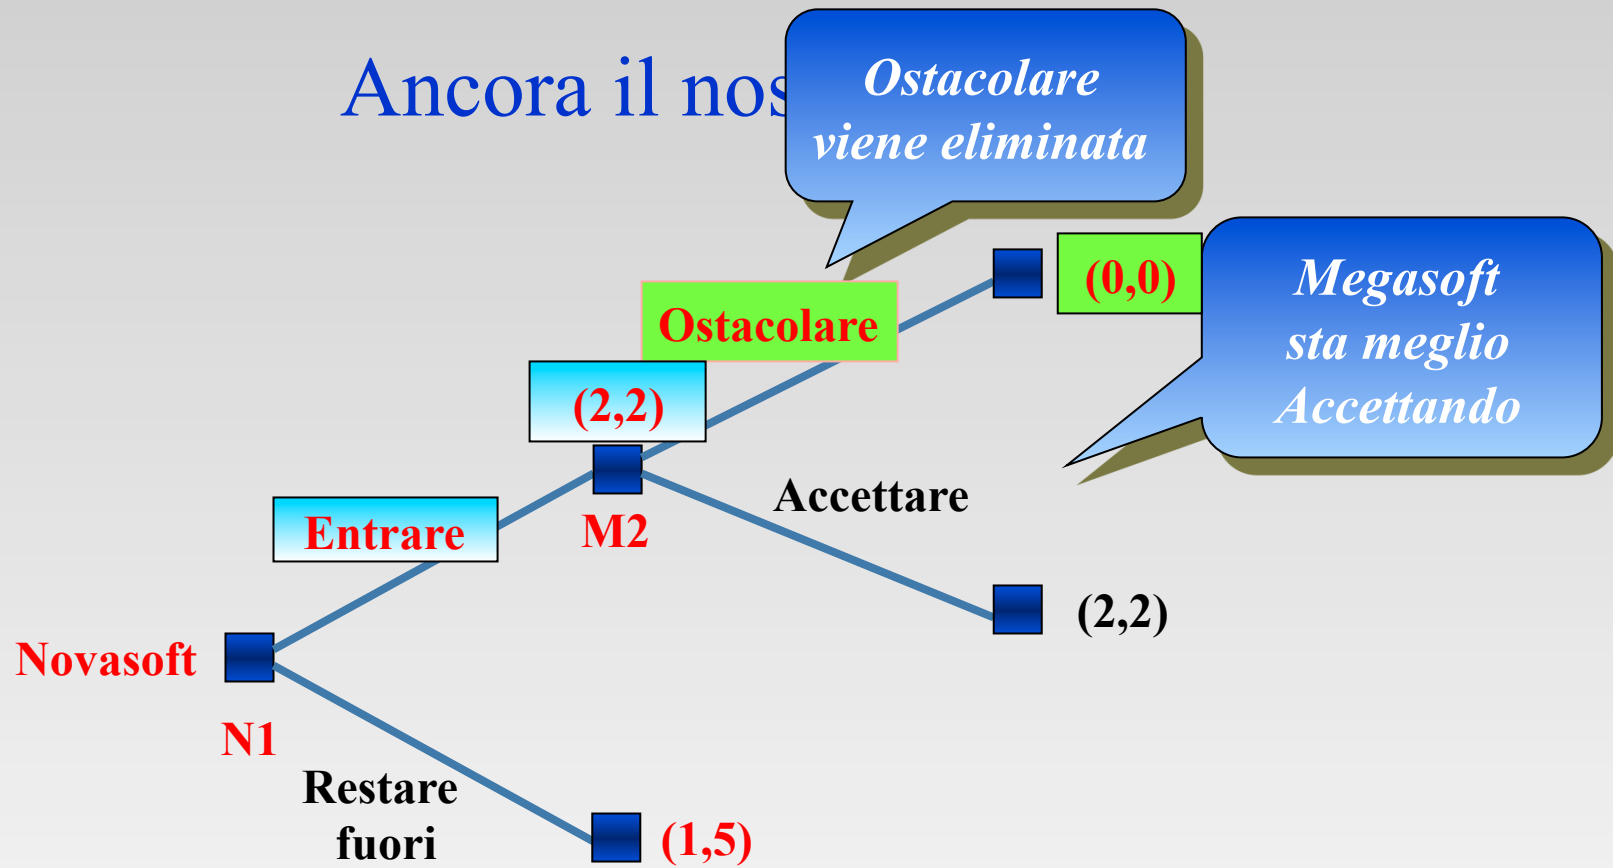 Ancora il nos
Ostacolare
viene eliminata
(0,0)
Megasoft
sta meglio
Accettando
Ostacolare
(2,2)
Accettare
Entrare
M2
(2,2)
Novasoft
N1
Restare
fuori
(1,5)